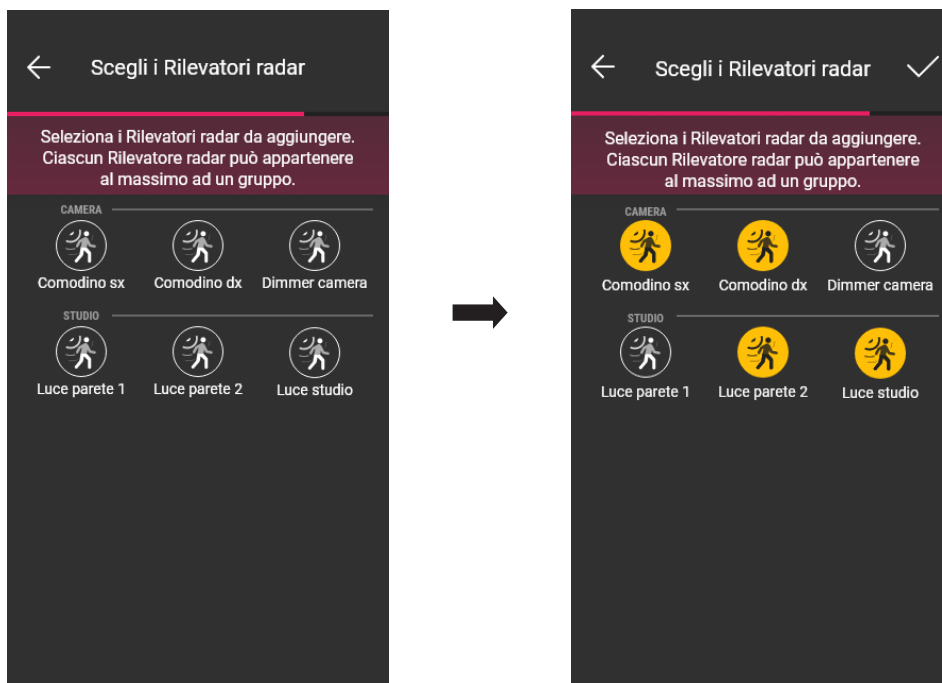 Scegli i Rilevatori radar
Seleziona i Rilevatori radar da aggiungere.
Ciascun Rilevatore radar può appartenere
al massimo ad un gruppo.
CAMERA
Comodino sx Comodino dx Dimmer camera
STUDIO
Luce parete 1 Luce parete 2 Luce studio
Scegli i Rilevatori radar
Seleziona i Rilevatori radar da aggiungere.
Ciascun Rilevatore radar può appartenere
al massimo ad un gruppo.
CAMERA
Comodino sx Comodino dx Dimmer camera
STUDIO
Luce parete 1 Luce parete 2 Luce studio